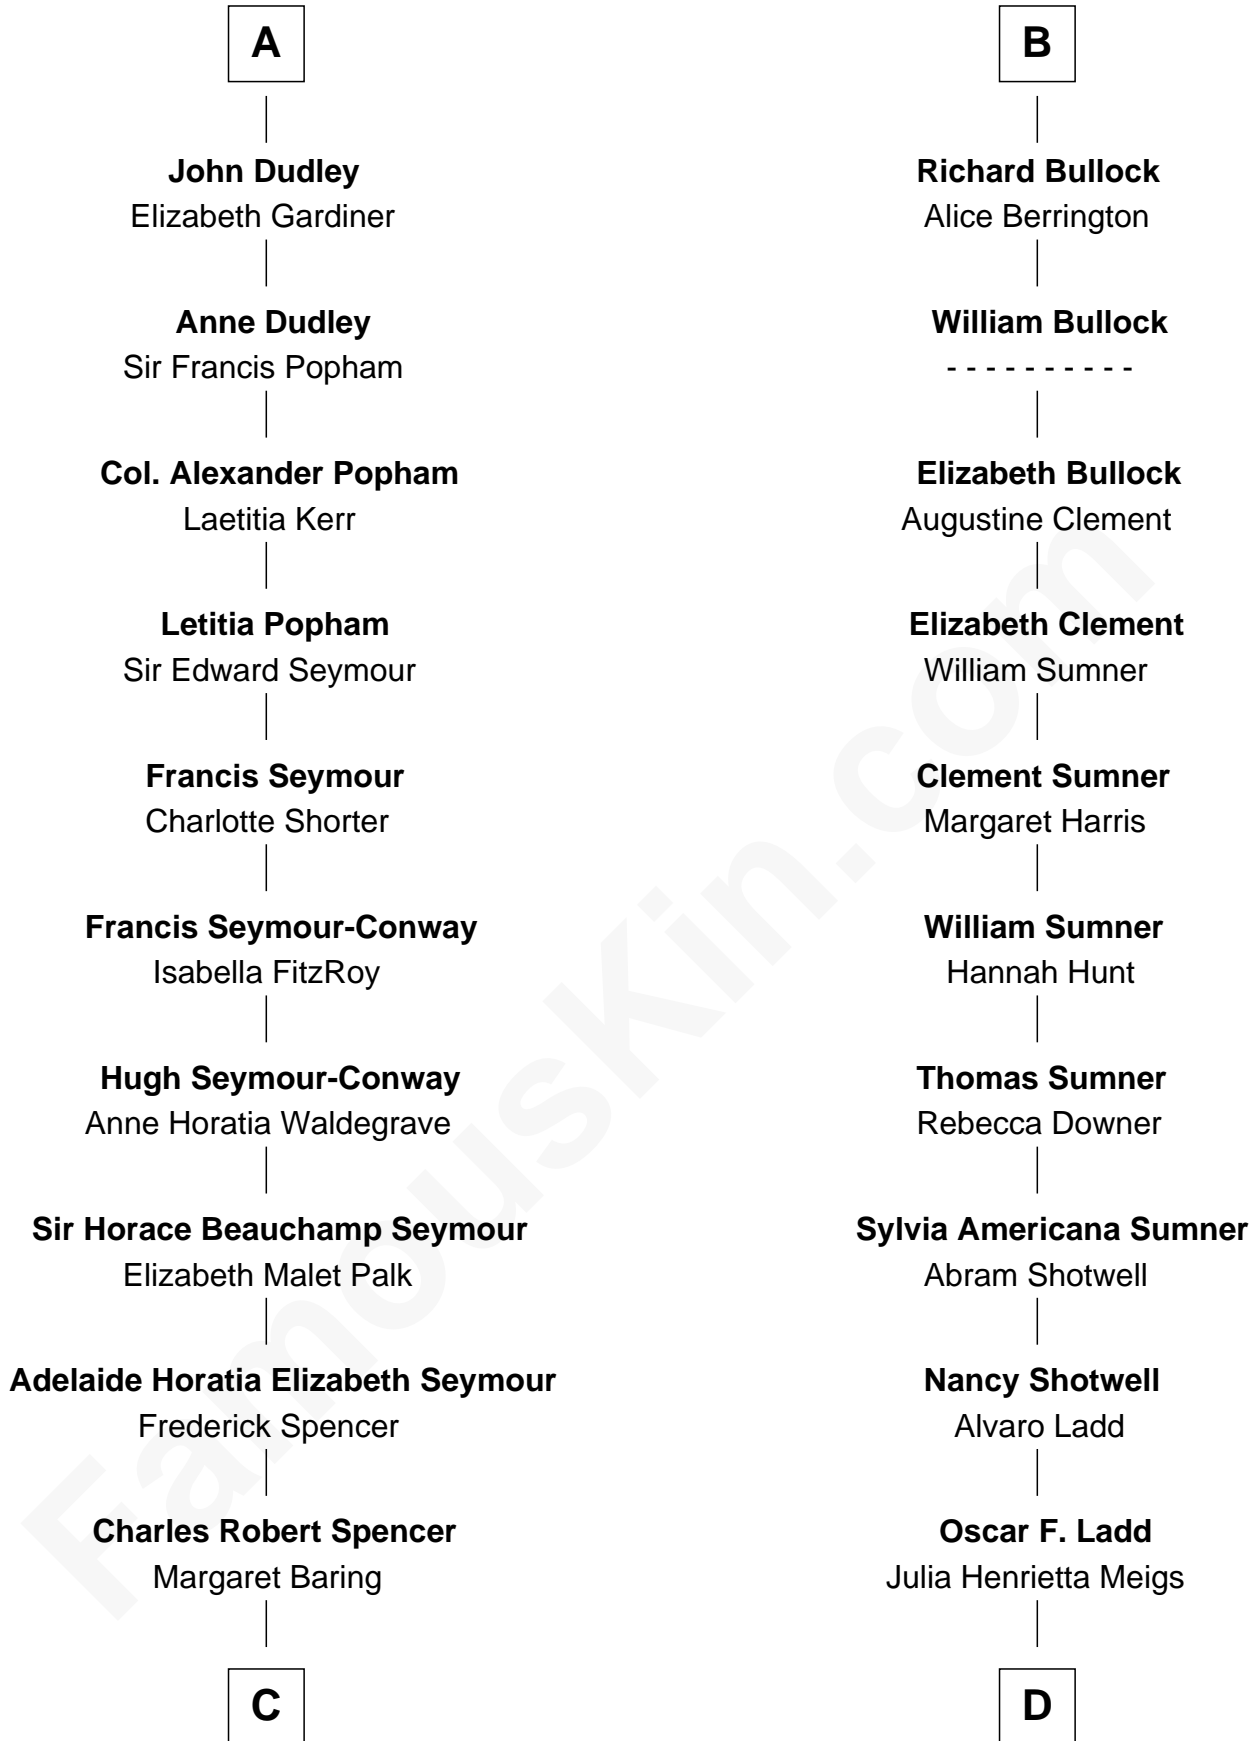 A
John Dudley
Elizabeth Gardiner
Anne Dudley
Sir Francis Popham
Col. Alexander Popham
Laetitia Kerr
Letitia Popham
Sir Edward Seymour
Francis Seymour
Charlotte Shorter
Francis Seymour-Conway
Isabella FitzRoy
Hugh Seymour-Conway
Anne Horatia Waldegrave
Sir Horace Beauchamp Seymour
Elizabeth Malet Palk
Adelaide Horatia Elizabeth Seymour
Frederick Spencer
Charles Robert Spencer
Margaret Baring
C
B
Richard Bullock
Alice Berrington
William Bullock
- - - - - - - - - -
Elizabeth Bullock
Augustine Clement
Elizabeth Clement
William Sumner
Clement Sumner
Margaret Harris
William Sumner
Hannah Hunt
Thomas Sumner
Rebecca Downer
Sylvia Americana Sumner
Abram Shotwell
Nancy Shotwell
Alvaro Ladd
Oscar F. Ladd
Julia Henrietta Meigs
D
FamousKin.com